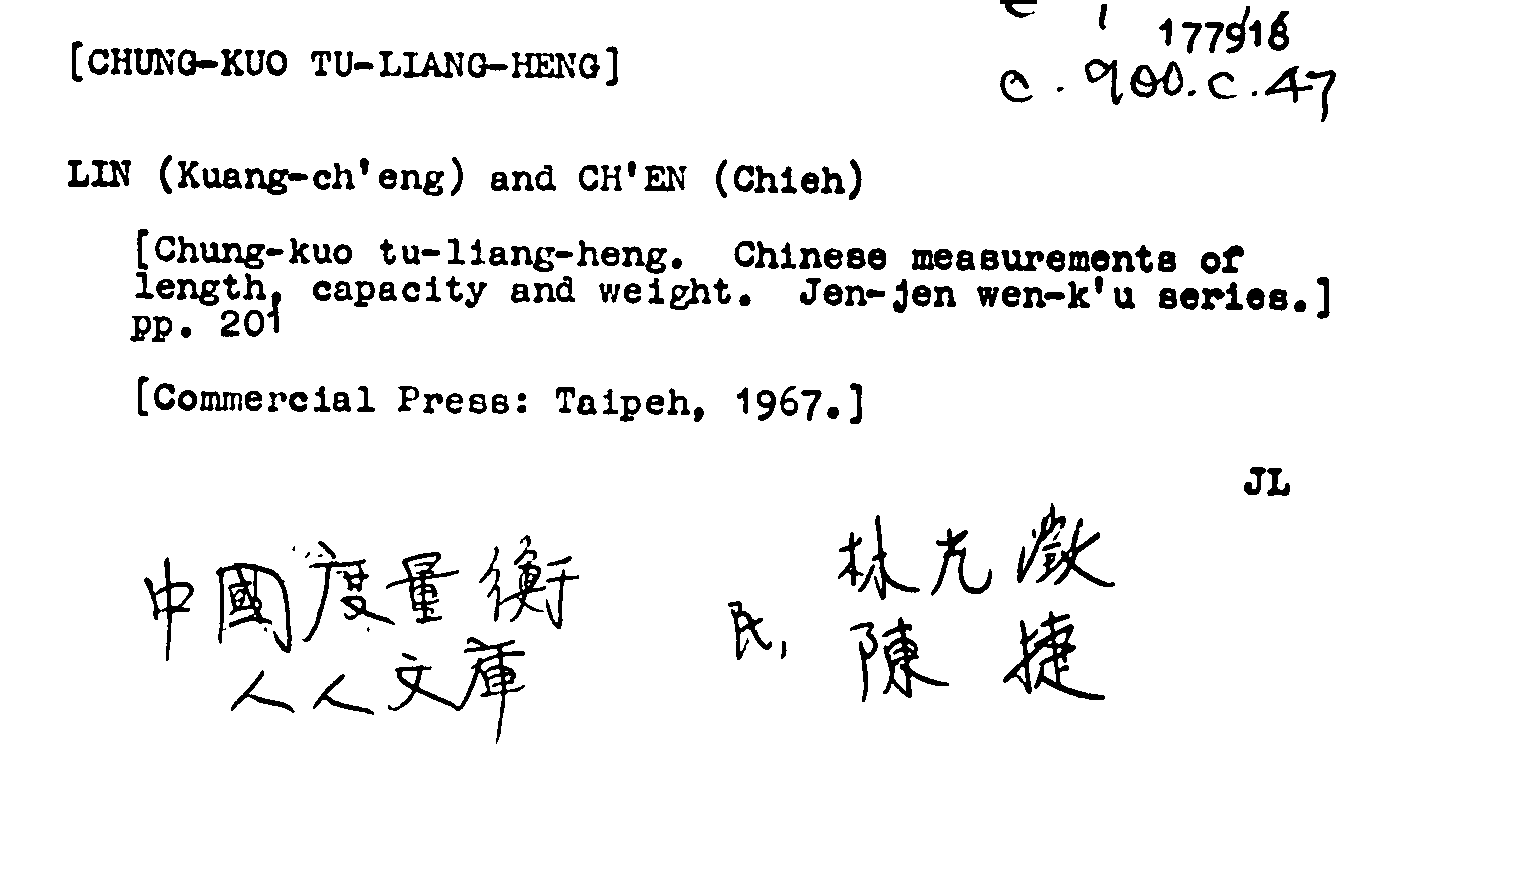 177918
[CHUNG-KUO TU-LIANG-HENG]
c.900.c.47
LIN (Kuang-ch'eng) and CH'EN (Chieh)
[Chung-kuo tu-liang-heng. Chinese measurements of
length, capacity and weight. Jen-jen wen-k'u series.]
pp. 201
[Commercial Press: Taipeh, 1967.]
JL
中國度量衡
林光澂
人人文庫
民,
陳捷